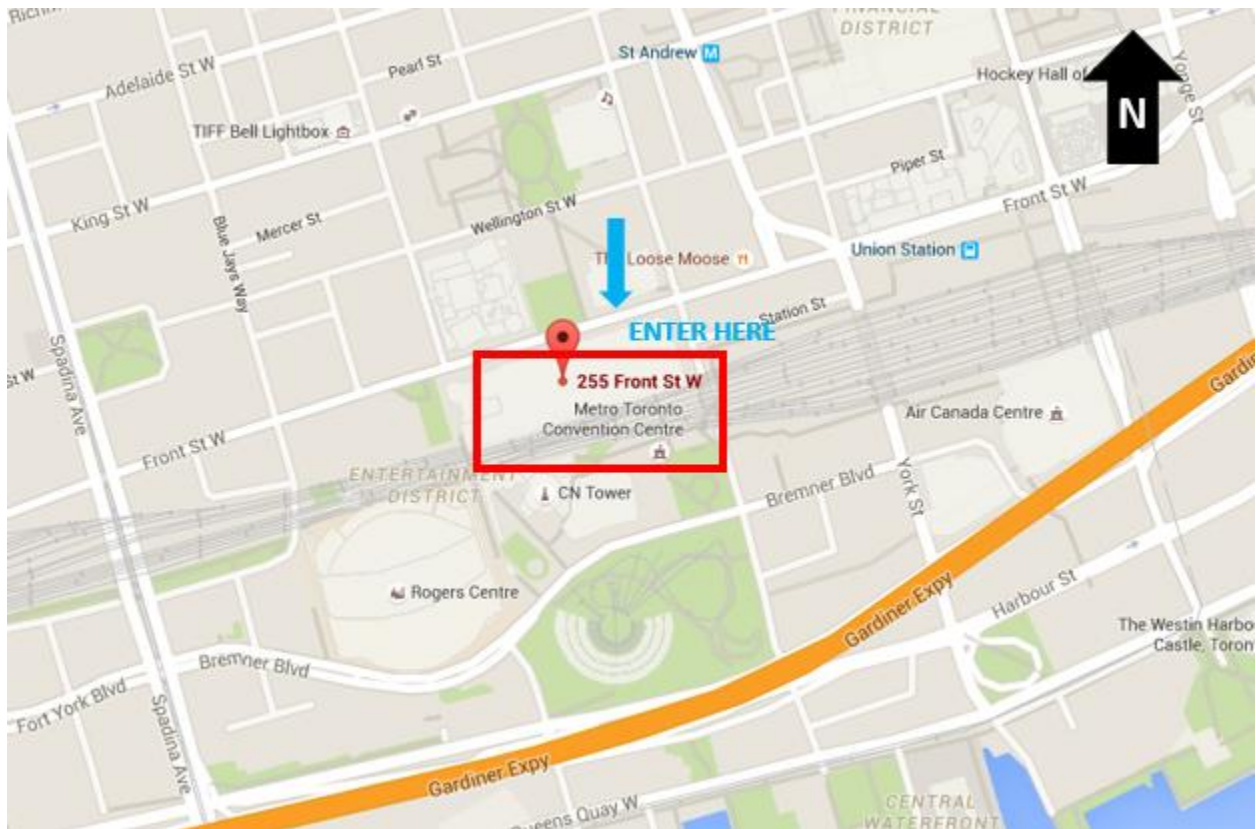 Richm
FINANCIAL
DISTRICT
St Andrew M
Yonge St
Hockey Hall of
Adelaide St W
Pearl St
N
TIFF Bell Lightbox
Piper St
King St W
Blue Jays Way
Mercer St
Wellington St W
Front St W
Union Station
The Loose Moose
Station St
ENTER HERE
Spadina Ave
St W
255 Front St W
Metro Toronto
Convention Centre
Gardin
Air Canada Centre
Front St W
ENTERTAINMENT
DISTRICT
CN Tower
Bremner Blvd
York St
Rogers Centre
Gardiner Expy
Harbour St
The Westin Harbo
Castle, Toron
Bremner Blvd
Fort York Blvd
Spadina Ave
Gardiner Expy
Queens Quay W
CENTRAL
WATERFRONT